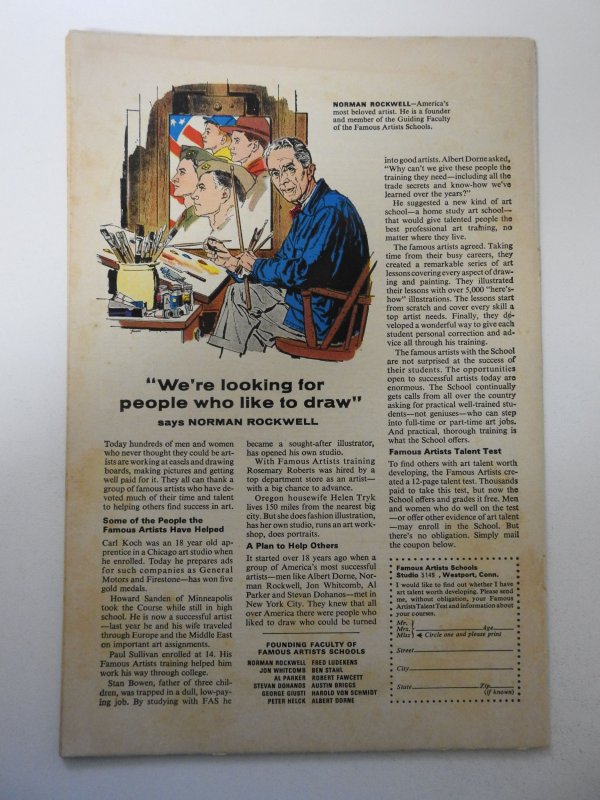 NORMAN ROCKWELL—America's
most beloved artist. He is a founder
and member of the Guiding Faculty
of the Famous Artists Schools.
"We're looking for
people who like to draw"
says NORMAN ROCKWELL
Today hundreds of men and women
who never thought they could be art-
ists are working at easels and drawing
boards, making pictures and getting
well paid for it. They all can thank a
group of famous artists who have de-
voted much of their time and talent
to helping others find success in art.
Some of the People the
Famous Artists Have Helped
Carl Koch was an 18 year old ap-
prentice in a Chicago art studio when
he enrolled. Today he prepares ads
for such companies as General
Motors and Firestone—has won five
gold medals.
Howard Sanden of Minneapolis
took the Course while still in high
school. He is now a successful artist
—last year he and his wife traveled
through Europe and the Middle East
on important art assignments.
Paul Sullivan enrolled at 14. His
Famous Artists training helped him
work his way through college.
Stan Bowen, father of three chil-
dren, was trapped in a dull, low-pay-
ing job. By studying with FAS he
became a sought-after illustrator,
has opened his own studio.
With Famous Artists training
Rosemary Roberts was hired by a
top department store as an artist—
with a big chance to advance.
Oregon housewife Helen Tryk
lives 150 miles from the nearest big
city. But she does fashion illustration,
has her own studio, runs an art work-
shop, does portraits.
A Plan to Help Others
It started over 18 years ago when a
group of America's most successful
artists—men like Albert Dorne, Nor-
man Rockwell, Jon Whitcomb, Al
Parker and Stevan Dohanos—met in
New York City. They knew that all
over America there were people who
liked to draw who could be turned
FOUNDING FACULTY OF
FAMOUS ARTISTS SCHOOLS
NORMAN ROCKWELL FRED LUDEKENS
JON WHITCOMB BEN STAHL
AL PARKER ROBERT FAWCETT
STEVAN DOHANOS AUSTIN BRIGGS
GEORGE GIUSTI HAROLD VON SCHMIDT
PETER HELCK ALBERT DORNE
into good artists. Albert Dorne asked,
"Why can't we give these people the
training they need—including all the
trade secrets and know-how we've
learned over the years?"
He suggested a new kind of art
school—a home study art school—
that would give talented people the
best professional art training, no
matter where they live.
The famous artists agreed. Taking
time from their busy careers, they
created a remarkable series of art
lessons covering every aspect of draw-
ing and painting. They illustrated
their lessons with over 5,000 "here's-
how" illustrations. The lessons start
from scratch and cover every skill a
top artist needs. Finally, they de-
veloped a wonderful way to give each
student personal correction and ad-
vice all through his training.
The famous artists with the School
are not surprised at the success of
their students. The opportunities
open to successful artists today are
enormous. The School continually
gets calls from all over the country
asking for practical well-trained stu-
dents—not geniuses—who can step
into full-time or part-time art jobs.
And practical, thorough training is
what the School offers.
Famous Artists Talent Test
To find others with art talent worth
developing, the Famous Artists cre-
ated a 12-page talent test. Thousands
paid to take this test, but now the
School offers and grades it free. Men
and women who do well on the test
—or offer other evidence of art talent
—may enroll in the School. But
there's no obligation. Simply mail
the coupon below.
Famous Artists Schools
Studio 3145 , Westport, Conn.
I would like to find out whether I have
art talent worth developing. Please send
me, without obligation, your Famous
Artists Talent Test and information about
your courses.
Mr.
Mrs. Age
Miss Circle one and please print
Street
City
State Zip
(if known)